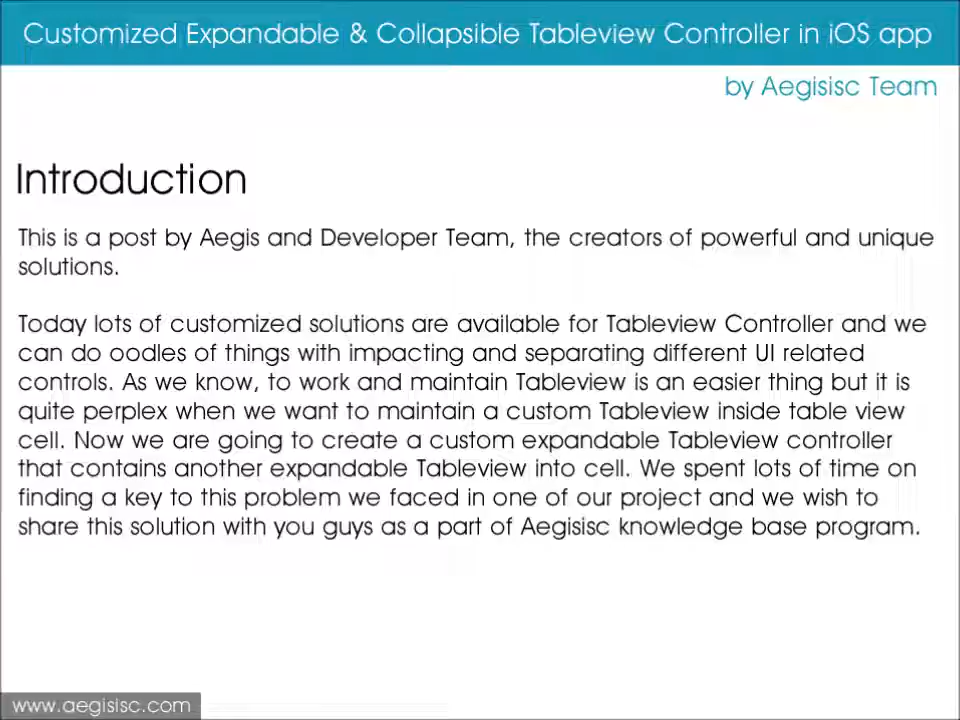 Customized Expandable & Collapsible Tableview Controller in iOS app
by Aegisisc Team
Introduction
This is a post by Aegis and Developer Team, the creators of powerful and unique
solutions.
Today lots of customized solutions are available for Tableview Controller and we
can do oodles of things with impacting and separating different UI related
controls. As we know, to work and maintain Tableview is an easier thing but it is
quite perplex when we want to maintain a custom Tableview inside table view
cell. Now we are going to create a custom expandable Tableview controller
that contains another expandable Tableview into cell. We spent lots of time on
finding a key to this problem we faced in one of our project and we wish to
share this solution with you guys as a part of Aegisisc knowledge base program.
www.aegisisc.com